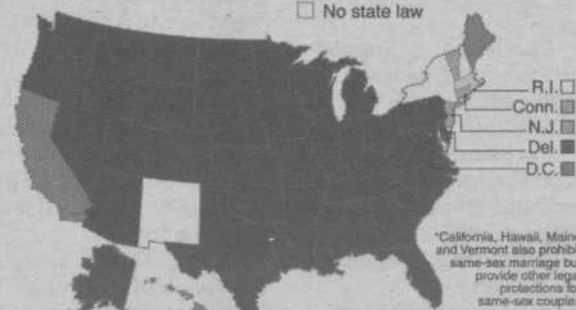 No state law
R.I.
Conn.
N.J.
Del.
D.C.
*California, Hawaii, Maine
and Vermont also prohibit
same-sex marriage but
provide other legal
protections for
same-sex couples